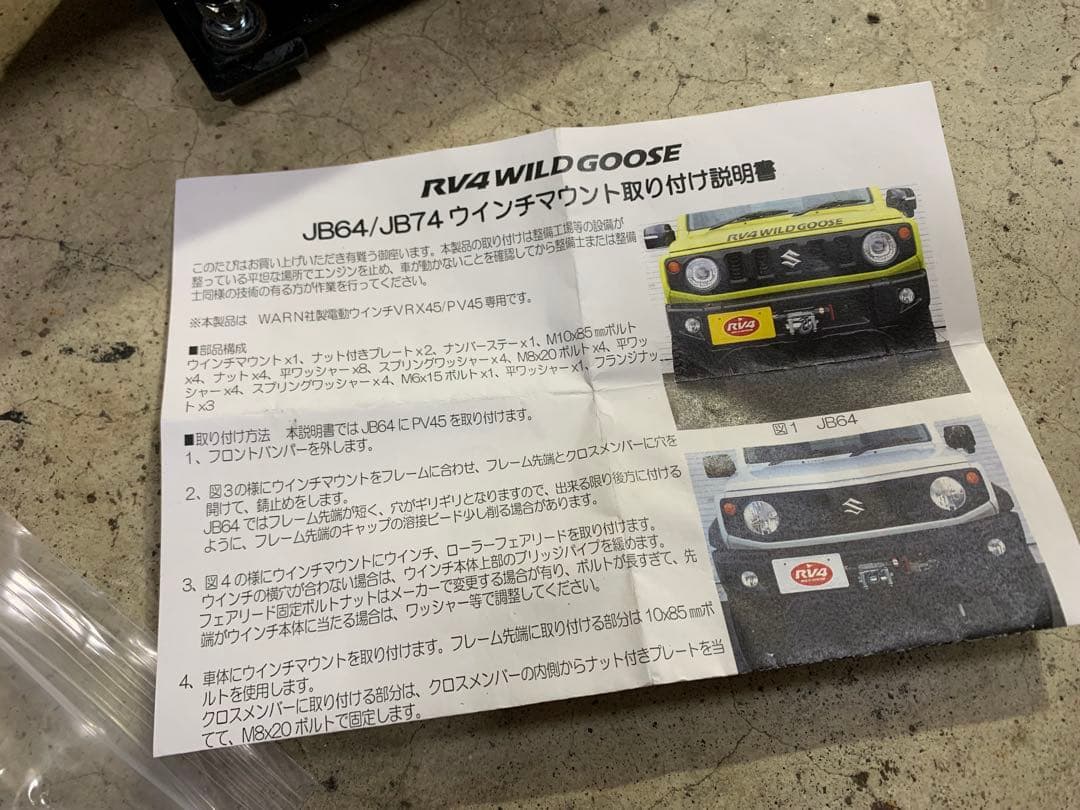 RV4 WILD GOOSE
JB64/JB74 ウインチマウント取り付け説明書
このたびはお買い上げいただき有難う御座います。本製品の取り付けは整備工場等の設備が
整っている平坦な場所でエンジンを止め、車が動かないことを確認してから整備士または整備
士同様の技術の有る方が作業を行ってください。
※本製品は WARN社製電動ウインチVRX45/PV45専用です。
■部品構成
ウインチマウント x1、ナット付きプレート x2、ナンバーステー x1、M10x85㎜ボルト
x4、ナット x4、平ワッシャー x8、スプリングワッシャー x4、M8x20ボルト x4、平ワッ
シャー x4、スプリングワッシャー x4、M6x15ボルト x1、平ワッシャー x1、フランジナッ
ト x3
■取り付け方法 本説明書では JB64 に PV45 を取り付けます。
1、フロントバンパーを外します。
2、図3の様にウインチマウントをフレームに合わせ、フレーム先端とクロスメンバーに穴を
開けて、錆止めをします。
JB64ではフレーム先端が短く、穴がギリギリとなりますので、出来る限り後方に付ける
ように、フレーム先端のキャップの溶接ビード少し削る場合があります。
3、図4の様にウインチマウントにウインチ、ローラーフェアリードを取り付けます。
ウインチの横穴が合わない場合は、ウインチ本体上部のブリッジパイプを緩めます。
フェアリード固定ボルトナットはメーカーで変更する場合が有り、ボルトが長すぎて、先
端がウインチ本体に当たる場合は、ワッシャー等で調整してください。
4、車体にウインチマウントを取り付けます。フレーム先端に取り付ける部分は 10x85㎜ボ
ルトを使用します。
クロスメンバーに取り付ける部分は、クロスメンバーの内側からナット付きプレートを当
てて、M8x20 ボルトで固定します。
RV4WILDGOOSE
RV4
図1 JB64
RV4